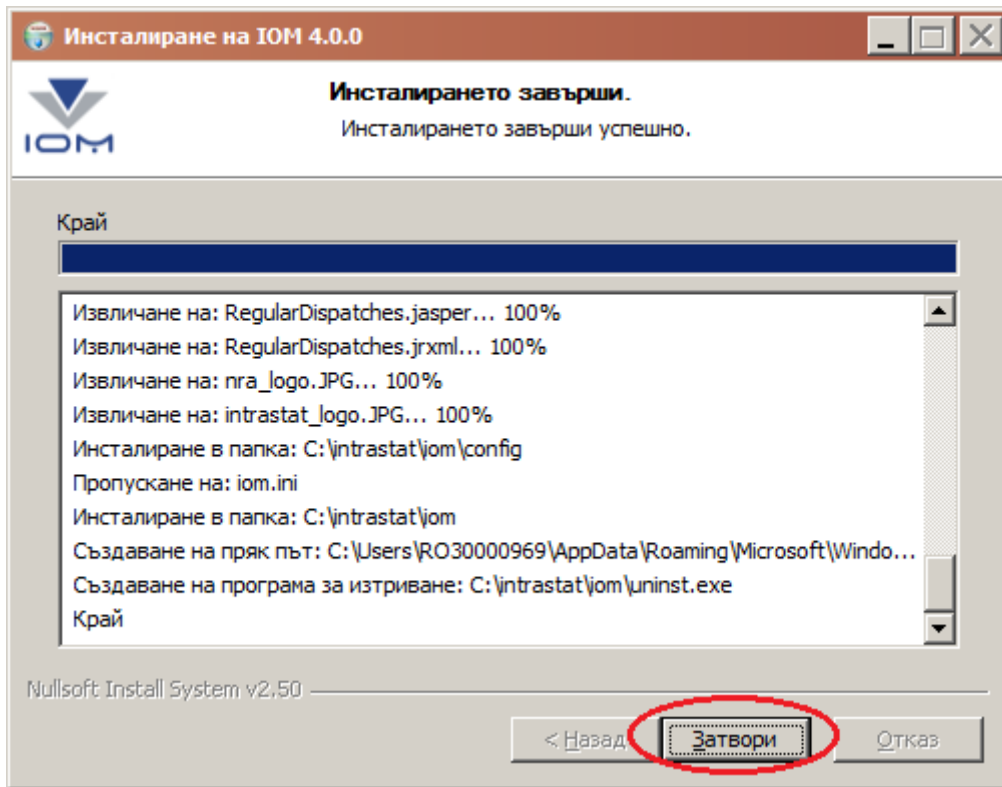 Инсталиране на IOM 4.0.0
IOM
Инсталирането завърши.
Инсталирането завърши успешно.
Край
Извличане на: RegularDispatches.jasper... 100%
Извличане на: RegularDispatches.jrxml... 100%
Извличане на: nra_logo.JPG... 100%
Извличане на: intrastat_logo.JPG... 100%
Инсталиране в папка: C:\intrastat\iom\config
Пропускане на: iom.ini
Инсталиране в папка: C:\intrastat\iom
Създаване на пряк път: C:\Users\RO30000969\AppData\Roaming\Microsoft\Windo...
Създаване на програма за изтриване: C:\intrastat\iom\uninst.exe
Край
Nullsoft Install System v2.50
< Назад Затвори Отказ